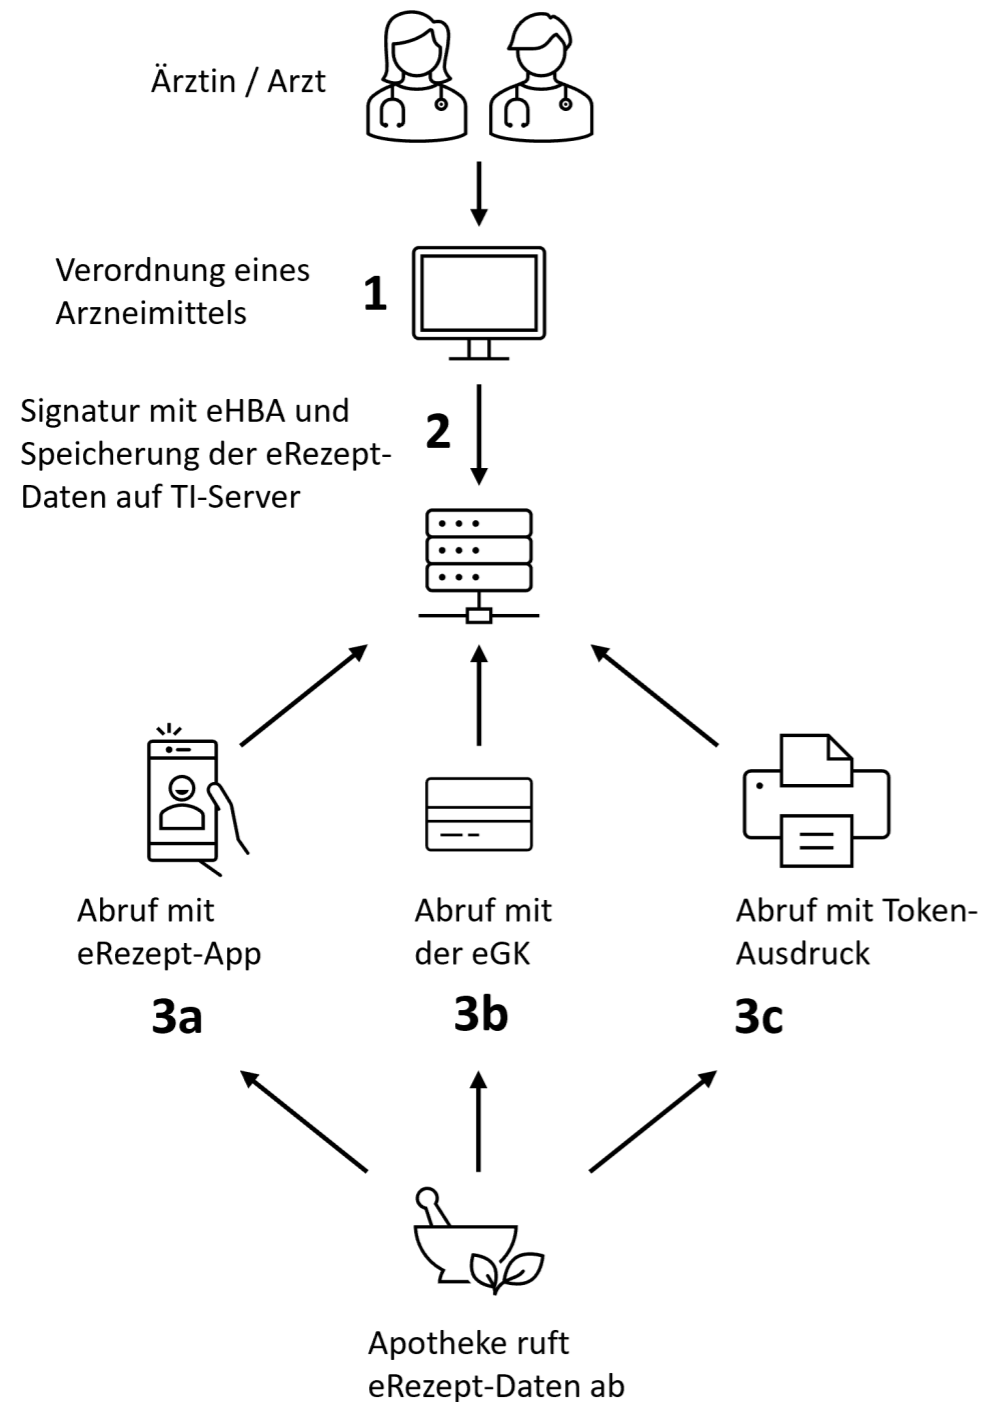 Ärztin / Arzt
Verordnung eines
Arzneimittels
1
Signatur mit eHBA und
Speicherung der eRezept-
Daten auf TI-Server
2
Abruf mit
eRezept-App
3a
Abruf mit
der eGK
3b
Abruf mit Token-
Ausdruck
3c
Apotheke ruft
eRezept-Daten ab